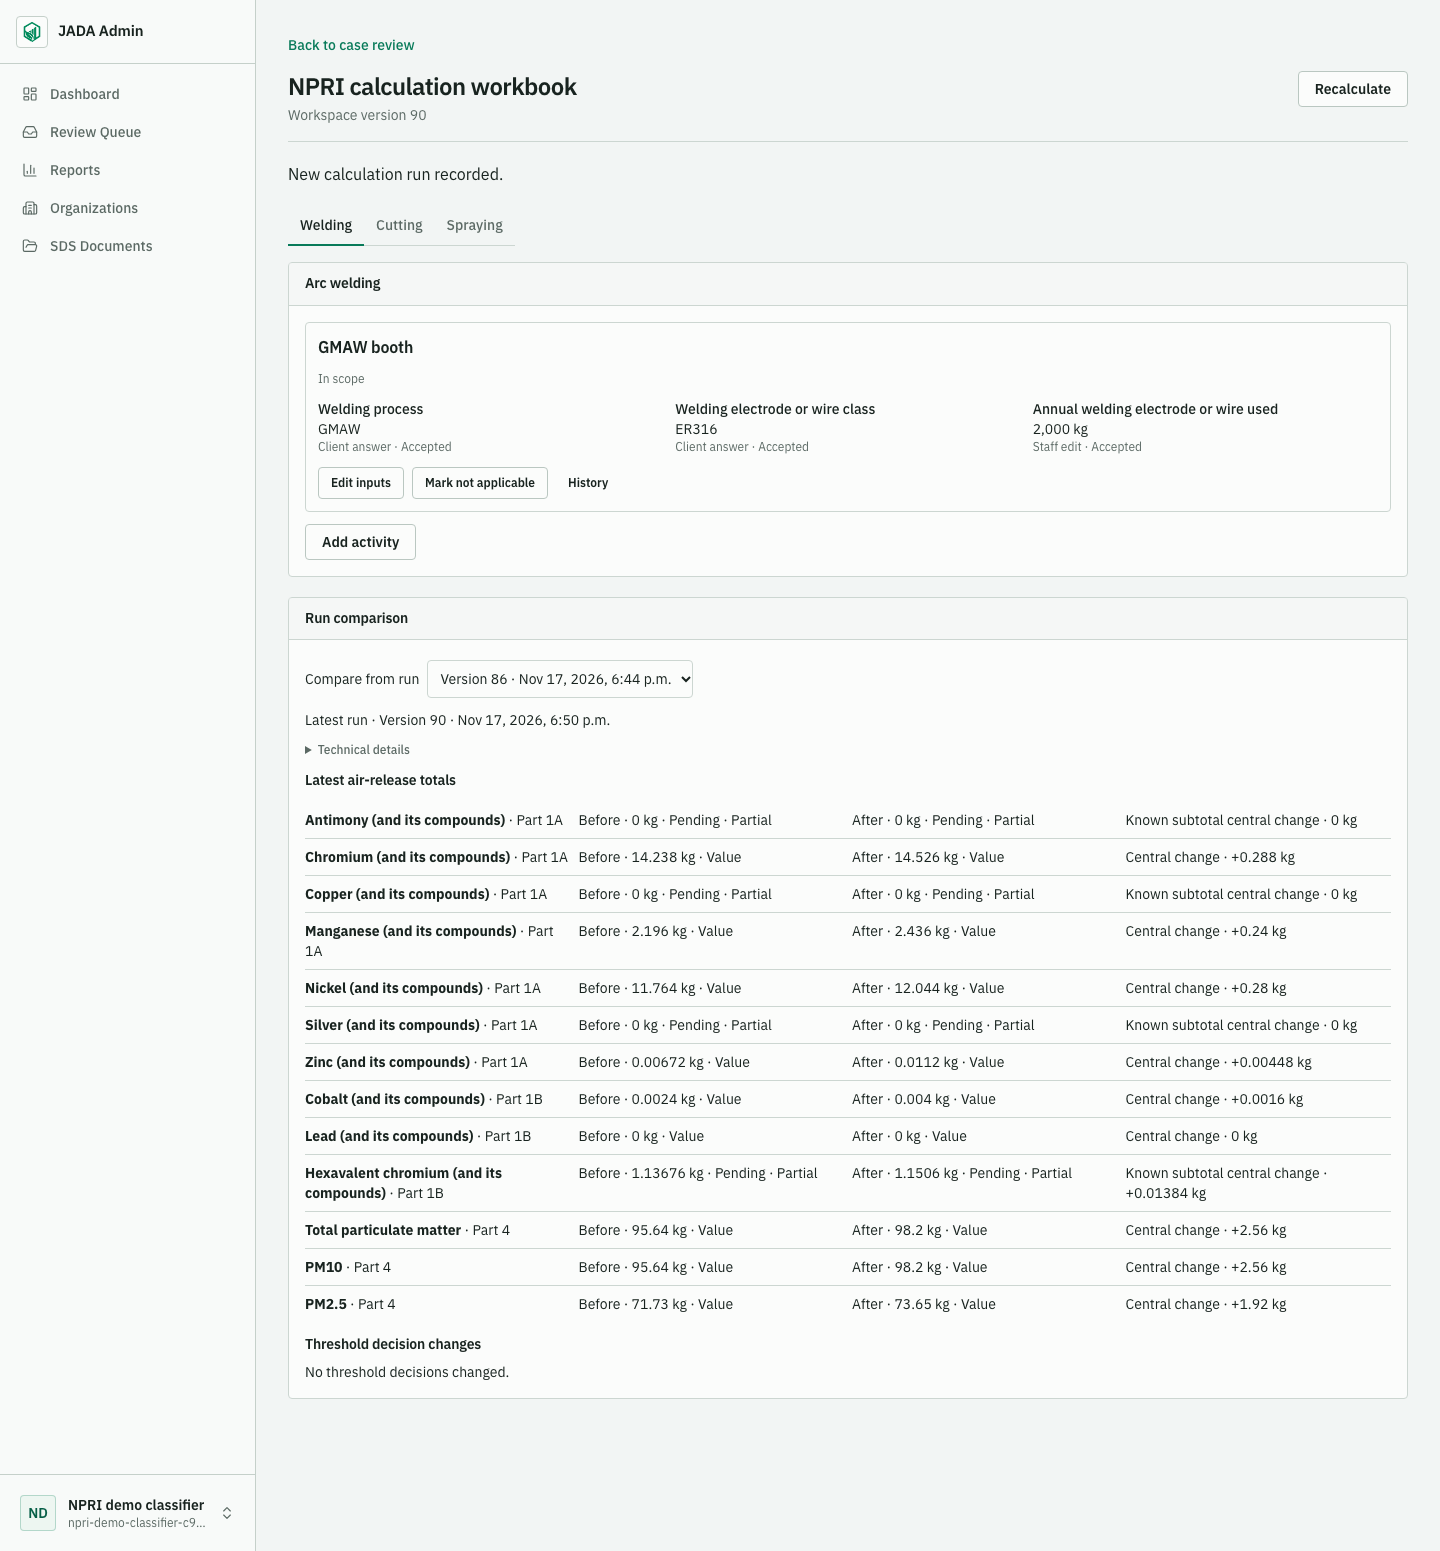 JADA Admin
Dashboard
Review Queue
Reports
Organizations
SDS Documents
Back to case review
NPRI calculation workbook
Workspace version 90
Recalculate
New calculation run recorded.
Welding Cutting Spraying
Arc welding
GMAW booth
In scope
Welding process Welding electrode or wire class Annual welding electrode or wire used
GMAW ER316 2,000 kg
Client answer · Accepted Client answer · Accepted Staff edit · Accepted
Edit inputs Mark not applicable History
Add activity
Run comparison
Compare from run Version 86 · Nov 17, 2026, 6:44 p.m.
Latest run · Version 90 · Nov 17, 2026, 6:50 p.m.
Technical details
Latest air-release totals
Antimony (and its compounds) · Part 1A Before · 0 kg · Pending · Partial After · 0 kg · Pending · Partial Known subtotal central change · 0 kg
Chromium (and its compounds) · Part 1A Before · 14.238 kg · Value After · 14.526 kg · Value Central change · +0.288 kg
Copper (and its compounds) · Part 1A Before · 0 kg · Pending · Partial After · 0 kg · Pending · Partial Known subtotal central change · 0 kg
Manganese (and its compounds) · Part Before · 2.196 kg · Value After · 2.436 kg · Value Central change · +0.24 kg
1A
Nickel (and its compounds) · Part 1A Before · 11.764 kg · Value After · 12.044 kg · Value Central change · +0.28 kg
Silver (and its compounds) · Part 1A Before · 0 kg · Pending · Partial After · 0 kg · Pending · Partial Known subtotal central change · 0 kg
Zinc (and its compounds) · Part 1A Before · 0.00672 kg · Value After · 0.0112 kg · Value Central change · +0.00448 kg
Cobalt (and its compounds) · Part 1B Before · 0.0024 kg · Value After · 0.004 kg · Value Central change · +0.0016 kg
Lead (and its compounds) · Part 1B Before · 0 kg · Value After · 0 kg · Value Central change · 0 kg
Hexavalent chromium (and its Before · 1.13676 kg · Pending · Partial After · 1.1506 kg · Pending · Partial Known subtotal central change ·
compounds) · Part 1B +0.01384 kg
Total particulate matter · Part 4 Before · 95.64 kg · Value After · 98.2 kg · Value Central change · +2.56 kg
PM10 · Part 4 Before · 95.64 kg · Value After · 98.2 kg · Value Central change · +2.56 kg
PM2.5 · Part 4 Before · 71.73 kg · Value After · 73.65 kg · Value Central change · +1.92 kg
Threshold decision changes
No threshold decisions changed.
ND NPRI demo classifier
npri-demo-classifier-c9...